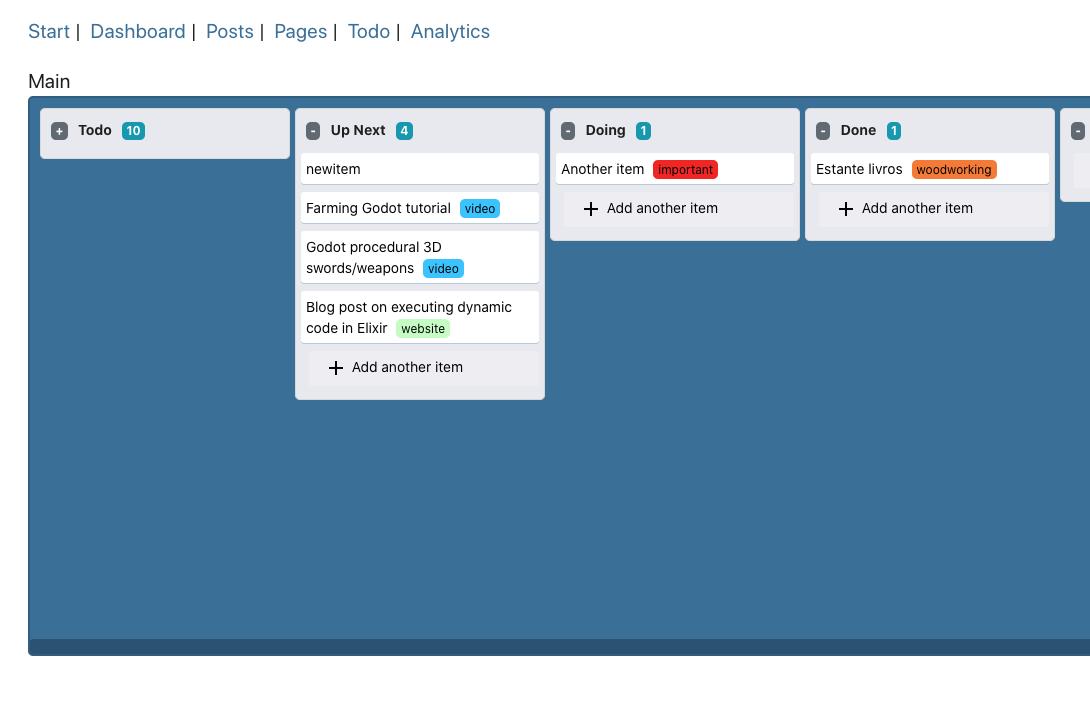 Start | Dashboard | Posts | Pages | Todo | Analytics
Main
+ Todo 10
- Up Next 4
newitem
Farming Godot tutorial video
Godot procedural 3D
swords/weapons video
Blog post on executing dynamic
code in Elixir website
+ Add another item
- Doing 1
Another item important
+ Add another item
- Done 1
Estante livros woodworking
+ Add another item
-